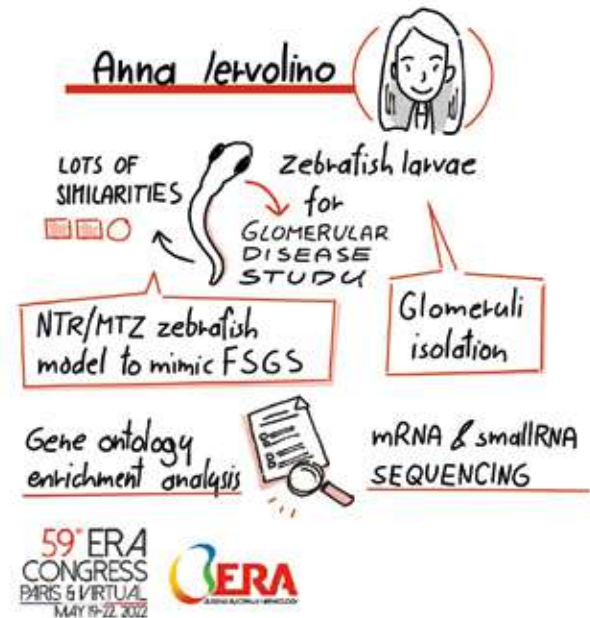 Anna Iervolino
LOTS OF
SIMILARITIES
zebrafish larvae
for
GLOMERULAR
DISEASE
STUDU
NTR/MTZ zebrafish
model to mimic FSGS
Glomeruli
isolation
Gene ontology
enrichment analysis
mRNA & smallRNA
SEQUENCING
59° ERA
CONGRESS
PARIS & VIRTUAL
MAY 19-22, 2022
ERA